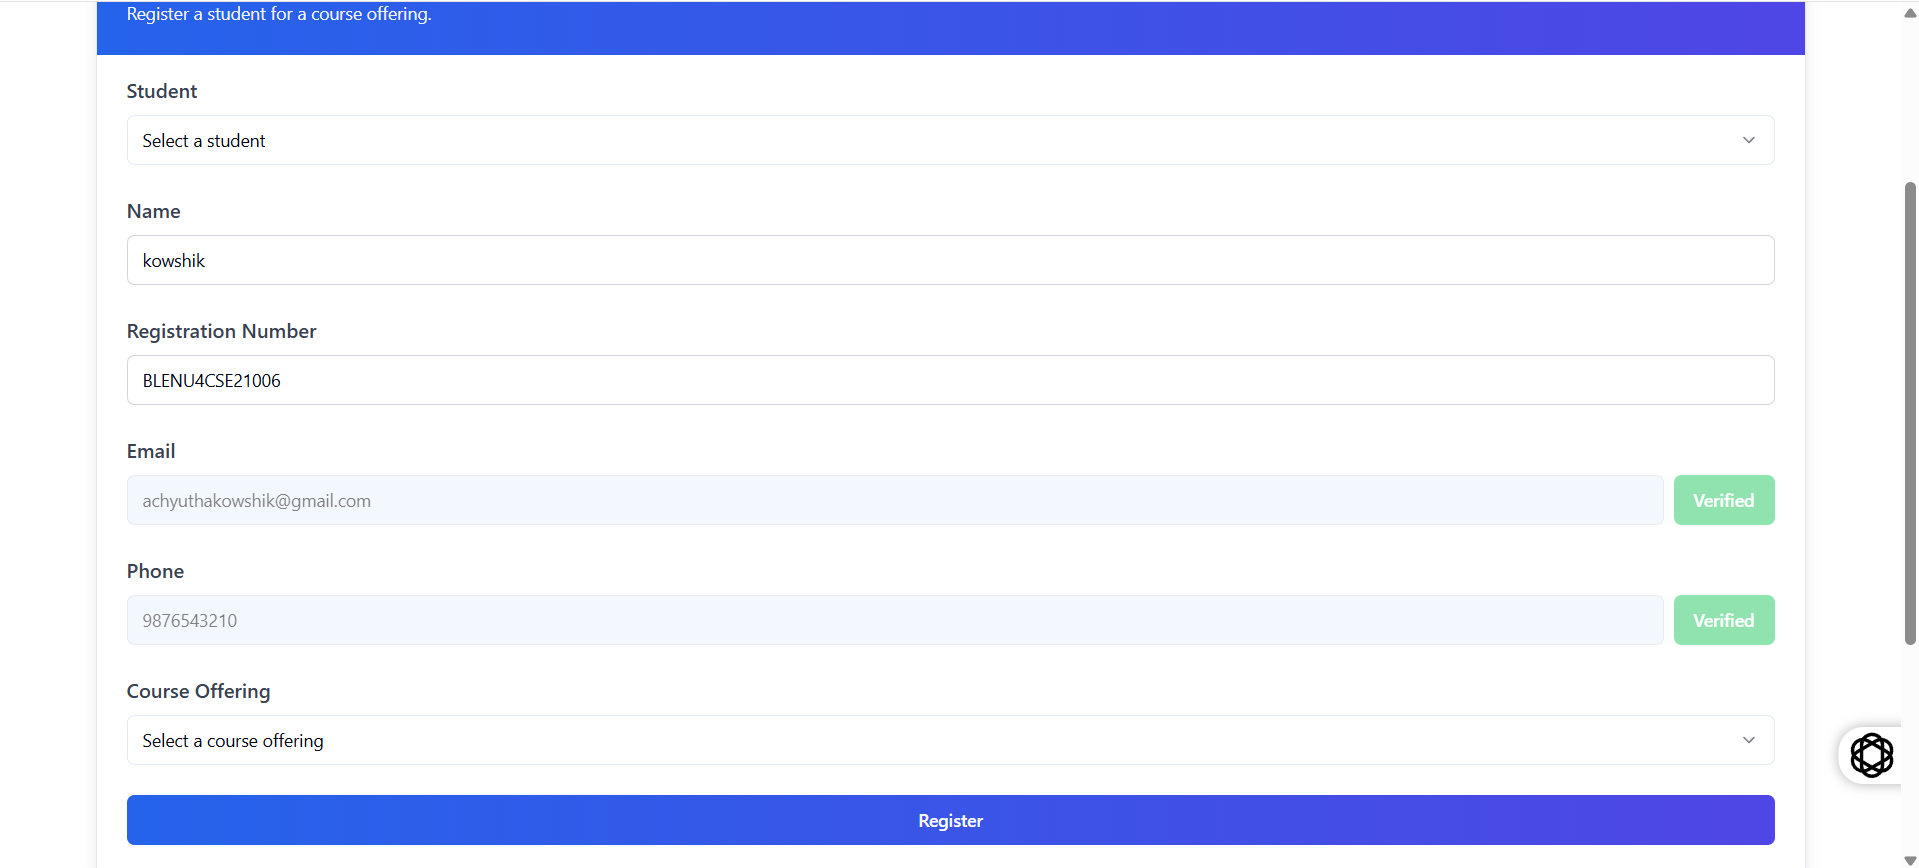 Register a student for a course offering.
Student
Select a student
Name
kowshik
Registration Number
BLENU4CSE21006
Email
achyuthakowshik@gmail.com
Verified
Phone
9876543210
Verified
Course Offering
Select a course offering
Register